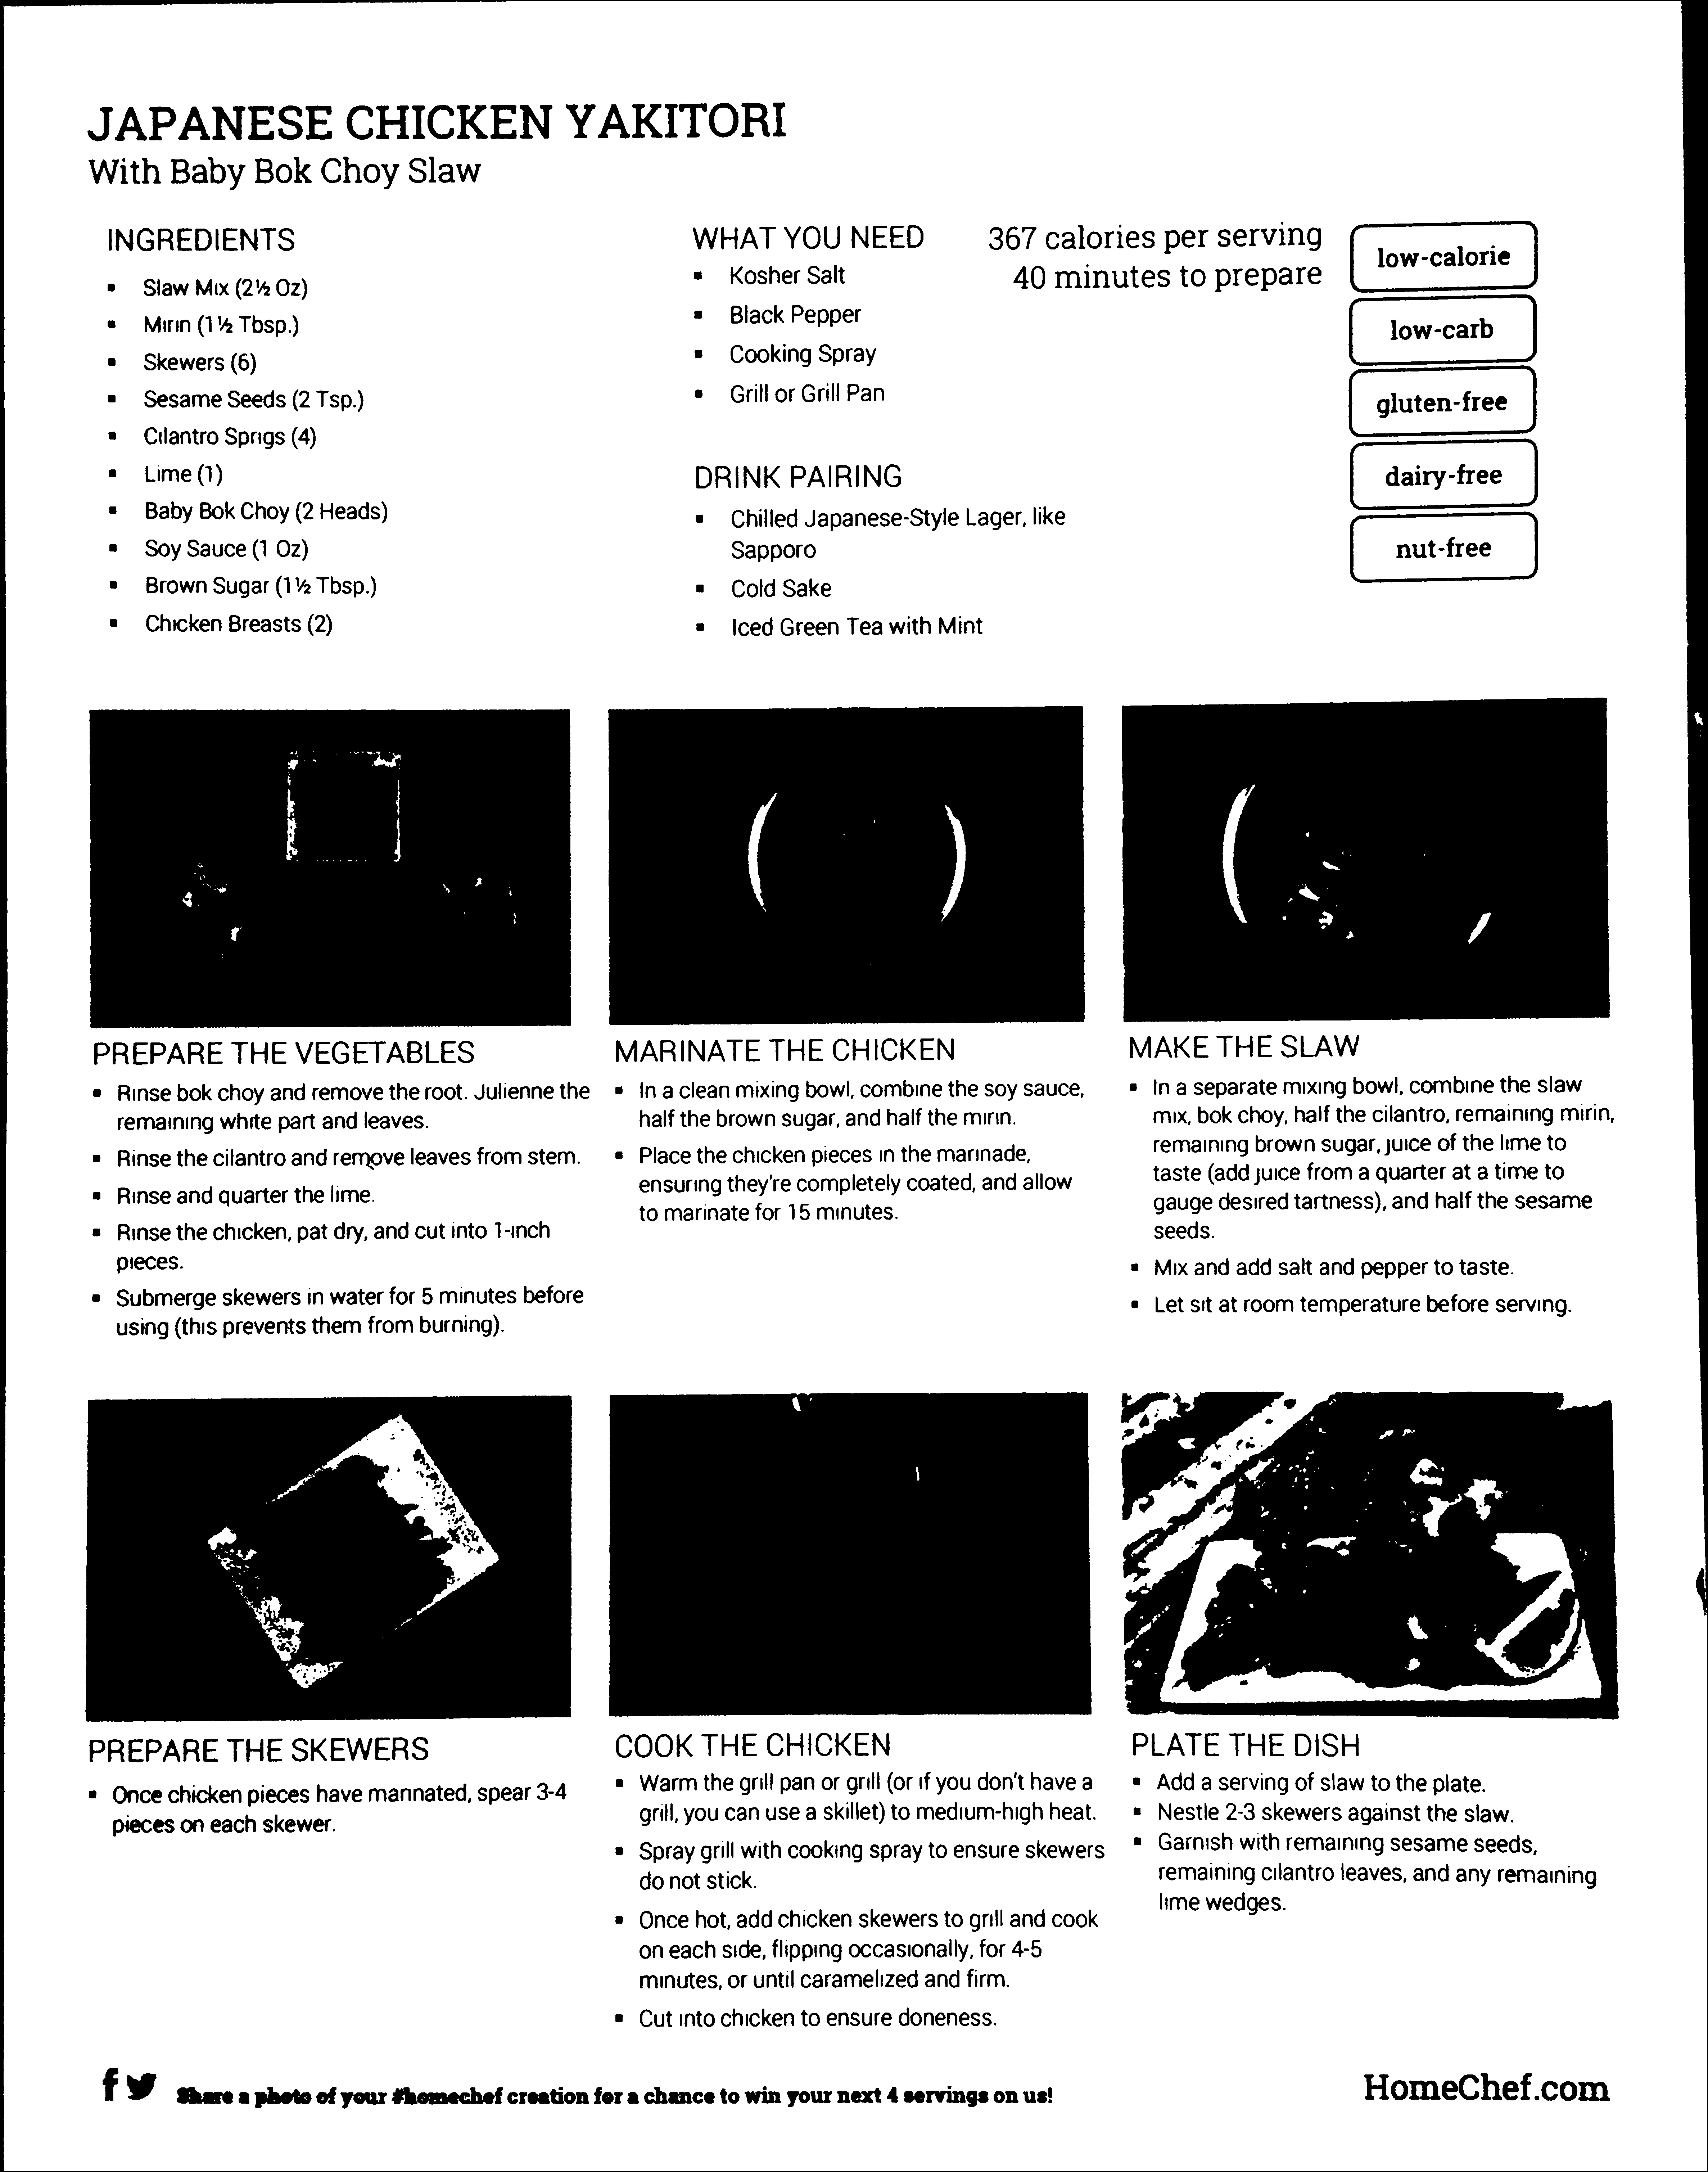 JAPANESE CHICKEN YAKITORI
With Baby Bok Choy Slaw
INGREDIENTS
▪ Slaw Mix (2½ Oz)
▪ Mirin (1½ Tbsp.)
▪ Skewers (6)
▪ Sesame Seeds (2 Tsp.)
▪ Cilantro Sprigs (4)
▪ Lime (1)
▪ Baby Bok Choy (2 Heads)
▪ Soy Sauce (1 Oz)
▪ Brown Sugar (1½ Tbsp.)
▪ Chicken Breasts (2)
WHAT YOU NEED
▪ Kosher Salt
▪ Black Pepper
▪ Cooking Spray
▪ Grill or Grill Pan
DRINK PAIRING
▪ Chilled Japanese-Style Lager, like
Sapporo
▪ Cold Sake
▪ Iced Green Tea with Mint
367 calories per serving
40 minutes to prepare
low-calorie
low-carb
gluten-free
dairy-free
nut-free
PREPARE THE VEGETABLES
▪ Rinse bok choy and remove the root. Julienne the
remaining white part and leaves.
▪ Rinse the cilantro and remove leaves from stem.
▪ Rinse and quarter the lime.
▪ Rinse the chicken, pat dry, and cut into 1-inch
pieces.
▪ Submerge skewers in water for 5 minutes before
using (this prevents them from burning).
MARINATE THE CHICKEN
▪ In a clean mixing bowl, combine the soy sauce,
half the brown sugar, and half the mirin.
▪ Place the chicken pieces in the marinade,
ensuring they're completely coated, and allow
to marinate for 15 minutes.
MAKE THE SLAW
▪ In a separate mixing bowl, combine the slaw
mix, bok choy, half the cilantro, remaining mirin,
remaining brown sugar, juice of the lime to
taste (add juice from a quarter at a time to
gauge desired tartness), and half the sesame
seeds.
▪ Mix and add salt and pepper to taste.
▪ Let sit at room temperature before serving.
PREPARE THE SKEWERS
▪ Once chicken pieces have marinated, spear 3-4
pieces on each skewer.
COOK THE CHICKEN
▪ Warm the grill pan or grill (or if you don't have a
grill, you can use a skillet) to medium-high heat.
▪ Spray grill with cooking spray to ensure skewers
do not stick.
▪ Once hot, add chicken skewers to grill and cook
on each side, flipping occasionally, for 4-5
minutes, or until caramelized and firm.
▪ Cut into chicken to ensure doneness.
PLATE THE DISH
▪ Add a serving of slaw to the plate.
▪ Nestle 2-3 skewers against the slaw.
▪ Garnish with remaining sesame seeds,
remaining cilantro leaves, and any remaining
lime wedges.
Share a photo of your #homechef creation for a chance to win your next 4 servings on us!
HomeChef.com